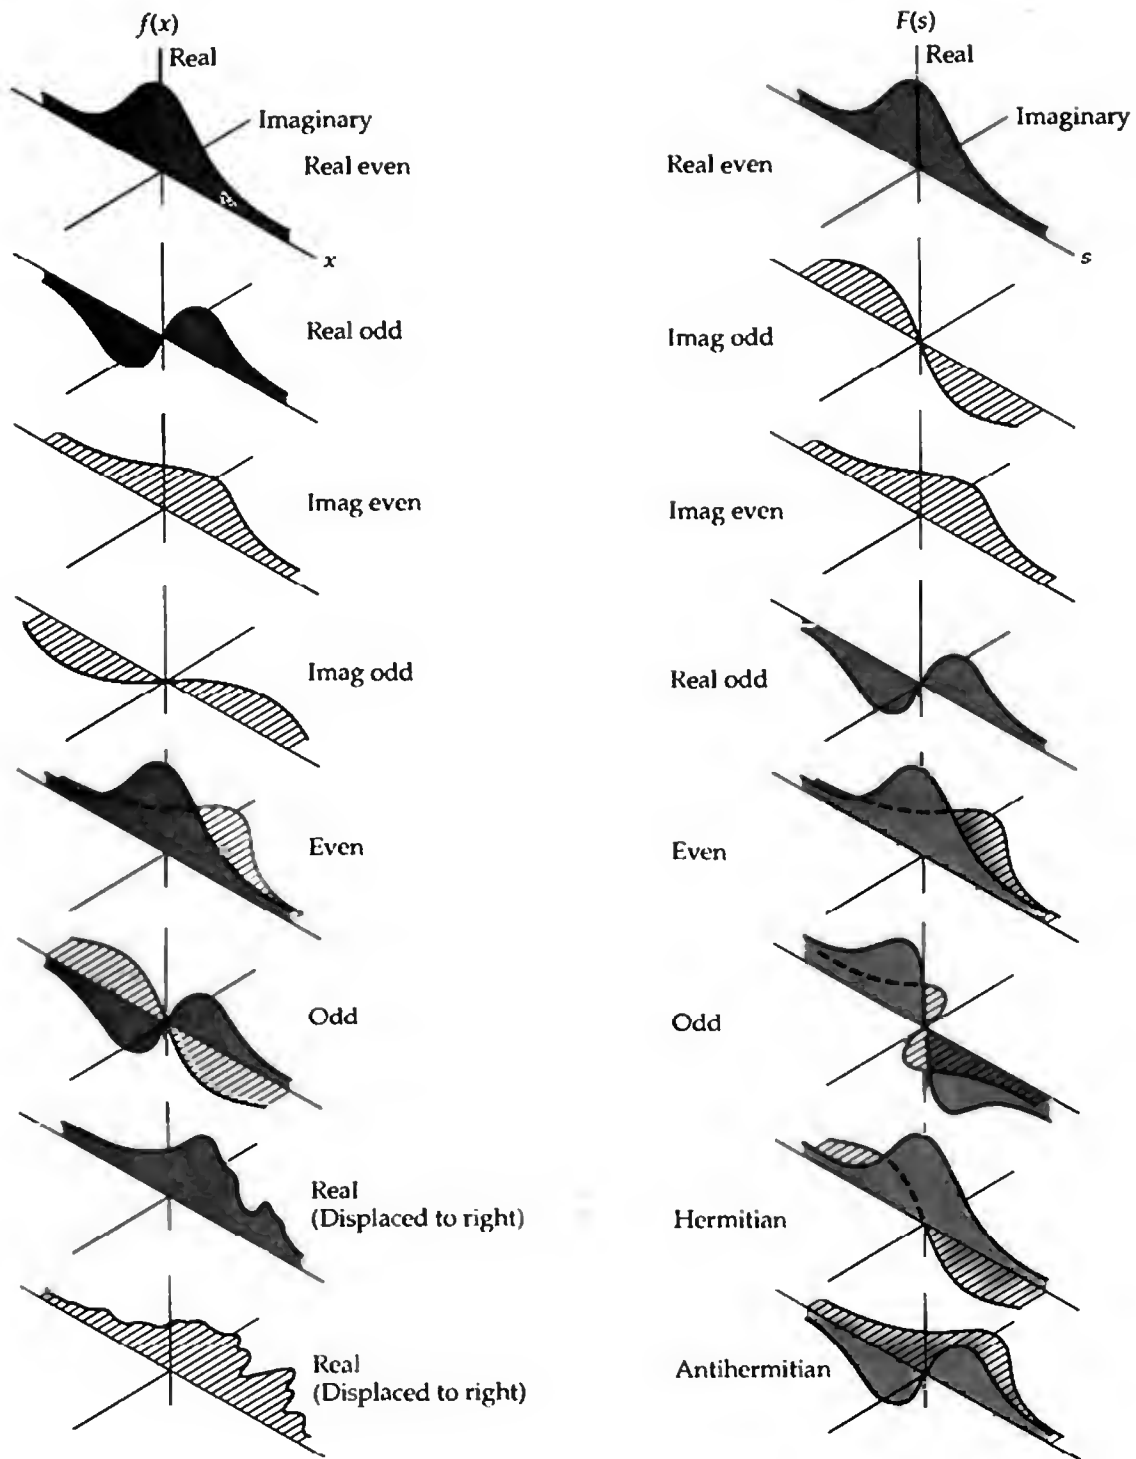 f(x)
Real
Imaginary
Real even
x
Real odd
Imag even
Imag odd
Even
Odd
Real
(Displaced to right)
Real
(Displaced to right)
F(s)
Real
Imaginary
Real even
s
Imag odd
Imag even
Real odd
Even
Odd
Hermitian
Antihermitian